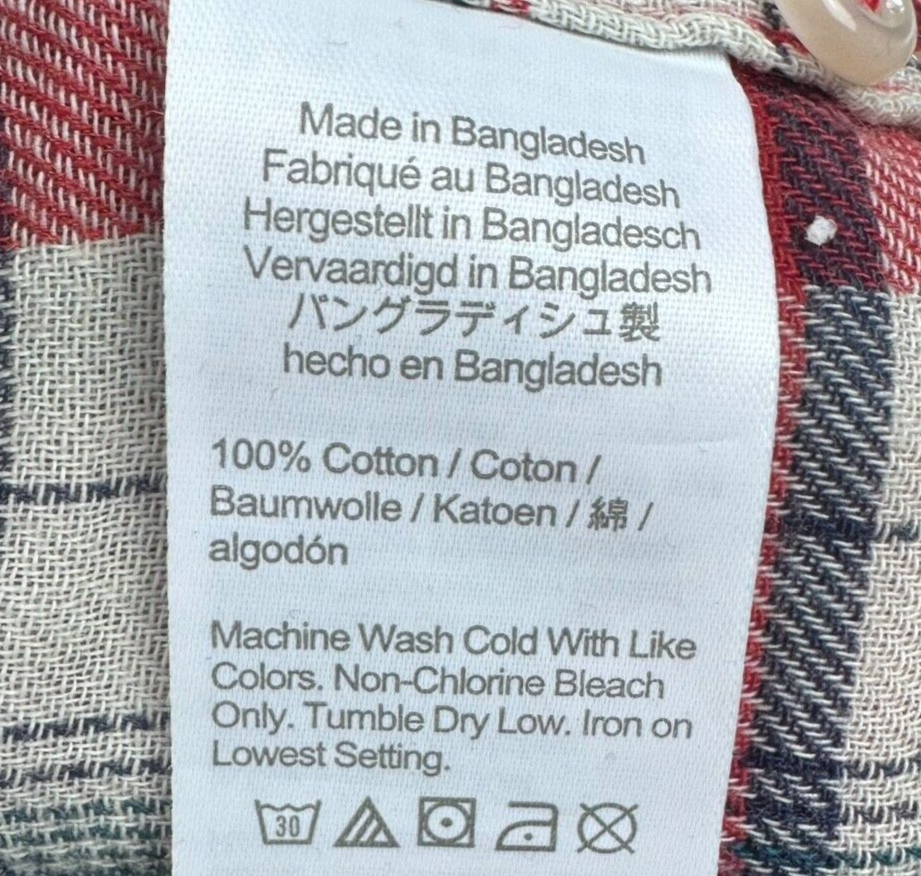 Made in Bangladesh
Fabriqué au Bangladesh
Hergestellt in Bangladesch
Vervaardigd in Bangladesh
バングラディシュ製
hecho en Bangladesh
100% Cotton / Coton /
Baumwolle / Katoen / 綿 /
algodón
Machine Wash Cold With Like
Colors. Non-Chlorine Bleach
Only. Tumble Dry Low. Iron on
Lowest Setting.
30